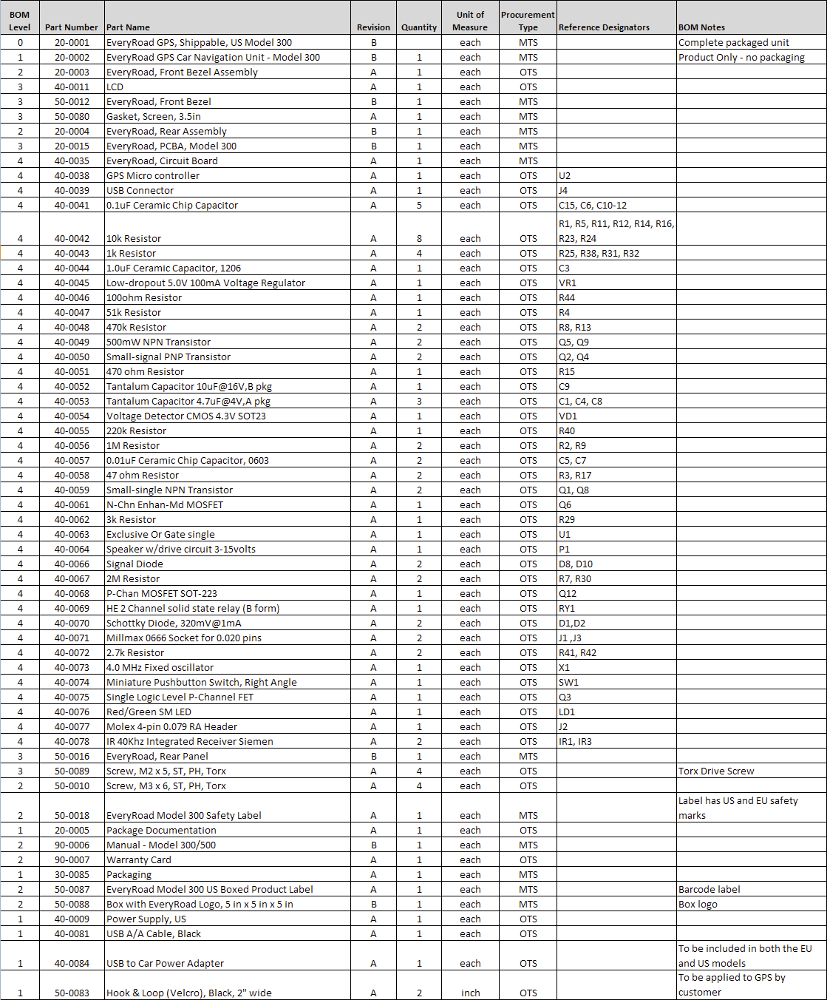 BOM Level Part Number Part Name Revision Quantity Unit of Measure Procurement Type Reference Designators BOM Notes
0 20-0001 EveryRoad GPS, Shippable, US Model 300 B each MTS Complete packaged unit
1 20-0002 EveryRoad GPS Car Navigation Unit - Model 300 B 1 each MTS Product Only - no packaging
2 20-0003 EveryRoad, Front Bezel Assembly A 1 each OTS
3 40-0011 LCD A 1 each OTS
3 50-0012 EveryRoad, Front Bezel B 1 each MTS
3 50-0080 Gasket, Screen, 3.5in A 1 each MTS
2 20-0004 EveryRoad, Rear Assembly B 1 each MTS
3 20-0015 EveryRoad, PCBA, Model 300 B 1 each MTS
4 40-0035 EveryRoad, Circuit Board A 1 each MTS
4 40-0038 GPS Micro controller A 1 each OTS U2
4 40-0039 USB Connector A 1 each OTS J4
4 40-0041 0.1uF Ceramic Chip Capacitor A 5 each OTS C15, C6, C10-12
4 40-0042 10k Resistor A 8 each OTS R1, R5, R11, R12, R14, R16,
R23, R24
4 40-0043 1k Resistor A 4 each OTS R25, R38, R31, R32
4 40-0044 1.0uF Ceramic Capacitor, 1206 A 1 each OTS C3
4 40-0045 Low-dropout 5.0V 100mA Voltage Regulator A 1 each OTS VR1
4 40-0046 100ohm Resistor A 1 each OTS R44
4 40-0047 51k Resistor A 1 each OTS R4
4 40-0048 470k Resistor A 2 each OTS R8, R13
4 40-0049 500mW NPN Transistor A 2 each OTS Q5, Q9
4 40-0050 Small-signal PNP Transistor A 2 each OTS Q2, Q4
4 40-0051 470 ohm Resistor A 1 each OTS R15
4 40-0052 Tantalum Capacitor 10uF@16V,B pkg A 1 each OTS C9
4 40-0053 Tantalum Capacitor 4.7uF@4V,A pkg A 3 each OTS C1, C4, C8
4 40-0054 Voltage Detector CMOS 4.3V SOT23 A 1 each OTS VD1
4 40-0055 220k Resistor A 1 each OTS R40
4 40-0056 1M Resistor A 2 each OTS R2, R9
4 40-0057 0.01uF Ceramic Chip Capacitor, 0603 A 2 each OTS C5, C7
4 40-0058 47 ohm Resistor A 2 each OTS R3, R17
4 40-0059 Small-single NPN Transistor A 2 each OTS Q1, Q8
4 40-0061 N-Chn Enhan-Md MOSFET A 1 each OTS Q6
4 40-0062 3k Resistor A 1 each OTS R29
4 40-0063 Exclusive Or Gate single A 1 each OTS U1
4 40-0064 Speaker w/drive circuit 3-15volts A 1 each OTS P1
4 40-0066 Signal Diode A 2 each OTS D8, D10
4 40-0067 2M Resistor A 2 each OTS R7, R30
4 40-0068 P-Chan MOSFET SOT-223 A 1 each OTS Q12
4 40-0069 HE 2 Channel solid state relay (B form) A 1 each OTS RY1
4 40-0070 Schottky Diode, 320mV@1mA A 2 each OTS D1,D2
4 40-0071 Millmax 0666 Socket for 0.020 pins A 2 each OTS J1 ,J3
4 40-0072 2.7k Resistor A 2 each OTS R41, R42
4 40-0073 4.0 MHz Fixed oscillator A 1 each OTS X1
4 40-0074 Miniature Pushbutton Switch, Right Angle A 1 each OTS SW1
4 40-0075 Single Logic Level P-Channel FET A 1 each OTS Q3
4 40-0076 Red/Green SM LED A 1 each OTS LD1
4 40-0077 Molex 4-pin 0.079 RA Header A 1 each OTS J2
4 40-0078 IR 40Khz Integrated Receiver Siemen A 2 each OTS IR1, IR3
3 50-0016 EveryRoad, Rear Panel B 1 each MTS
3 50-0089 Screw, M2 x 5, ST, PH, Torx A 4 each OTS Torx Drive Screw
2 50-0010 Screw, M3 x 6, ST, PH, Torx A 4 each OTS
2 50-0018 EveryRoad Model 300 Safety Label A 1 each MTS Label has US and EU safety
marks
1 20-0005 Package Documentation A 1 each OTS
2 90-0006 Manual - Model 300/500 B 1 each MTS
2 90-0007 Warranty Card A 1 each OTS
1 30-0085 Packaging A 1 each MTS
2 50-0087 EveryRoad Model 300 US Boxed Product Label A 1 each MTS Barcode label
2 50-0088 Box with EveryRoad Logo, 5 in x 5 in x 5 in B 1 each MTS Box logo
1 40-0009 Power Supply, US A 1 each OTS
1 40-0081 USB A/A Cable, Black A 1 each OTS
1 40-0084 USB to Car Power Adapter A 1 each OTS To be included in both the EU
and US models
1 50-0083 Hook & Loop (Velcro), Black, 2" wide A 2 inch OTS To be applied to GPS by
customer